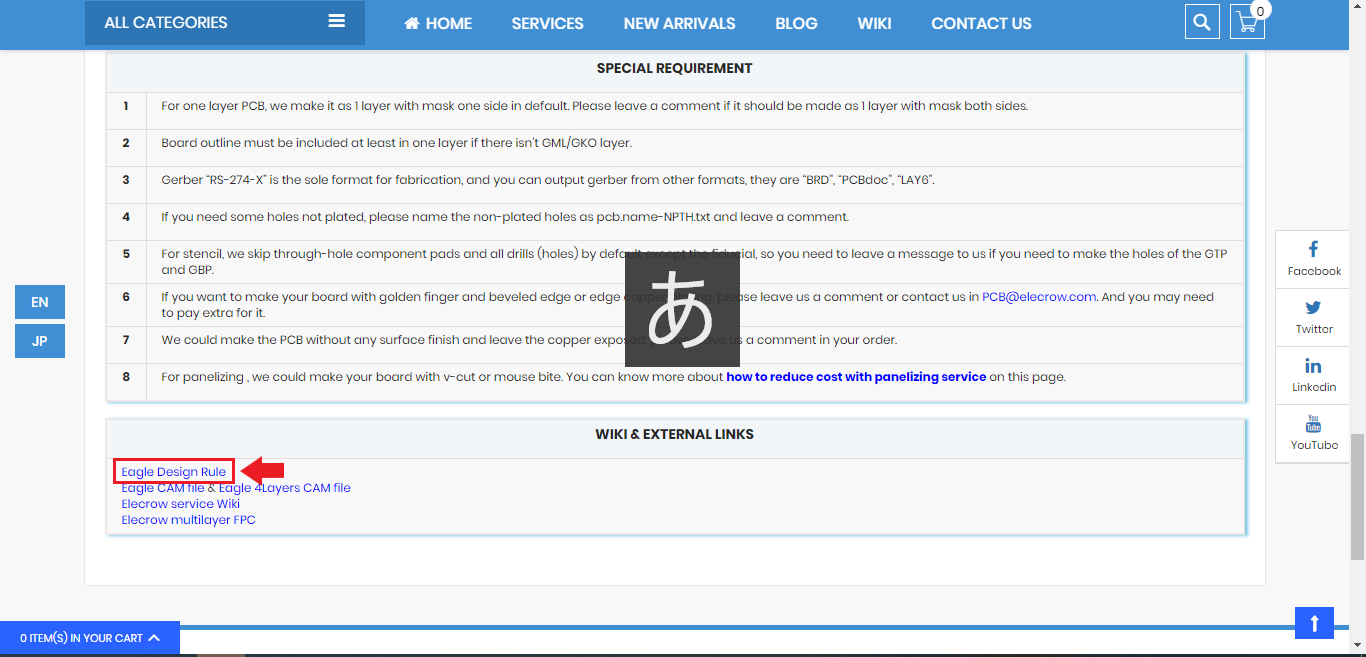 ALL CATEGORIES
HOME
SERVICES
NEW ARRIVALS
BLOG
WIKI
CONTACT US
0
SPECIAL REQUIREMENT
1 For one layer PCB, we make it as 1 layer with mask one side in default. Please leave a comment if it should be made as 1 layer with mask both sides.
2 Board outline must be included at least in one layer if there isn't GML/GKO layer.
3 Gerber “RS-274-X” is the sole format for fabrication, and you can output gerber from other formats, they are “BRD”, “PCBdoc”, “LAY6”.
4 If you need some holes not plated, please name the non-plated holes as pcb.name-NPTH.txt and leave a comment.
5 For stencil, we skip through-hole component pads and all drills (holes) by default except the fiducial, so you need to leave a message to us if you need to make the holes of the GTP
and GBP.
6 If you want to make your board with golden finger and beveled edge or edge copper please leave us a comment or contact us in PCB@elecrow.com. And you may need
to pay extra for it.
7 We could make the PCB without any surface finish and leave the copper exposed a comment in your order.
8 For panelizing , we could make your board with v-cut or mouse bite. You can know more about how to reduce cost with panelizing service on this page.
あ
WIKI & EXTERNAL LINKS
Eagle Design Rule
Eagle CAM file & Eagle 4Layers CAM file
Elecrow service Wiki
Elecrow multilayer FPC
EN
JP
Facebook
Twitter
Linkedin
You
Tube
YouTube
0 ITEM(S) IN YOUR CART